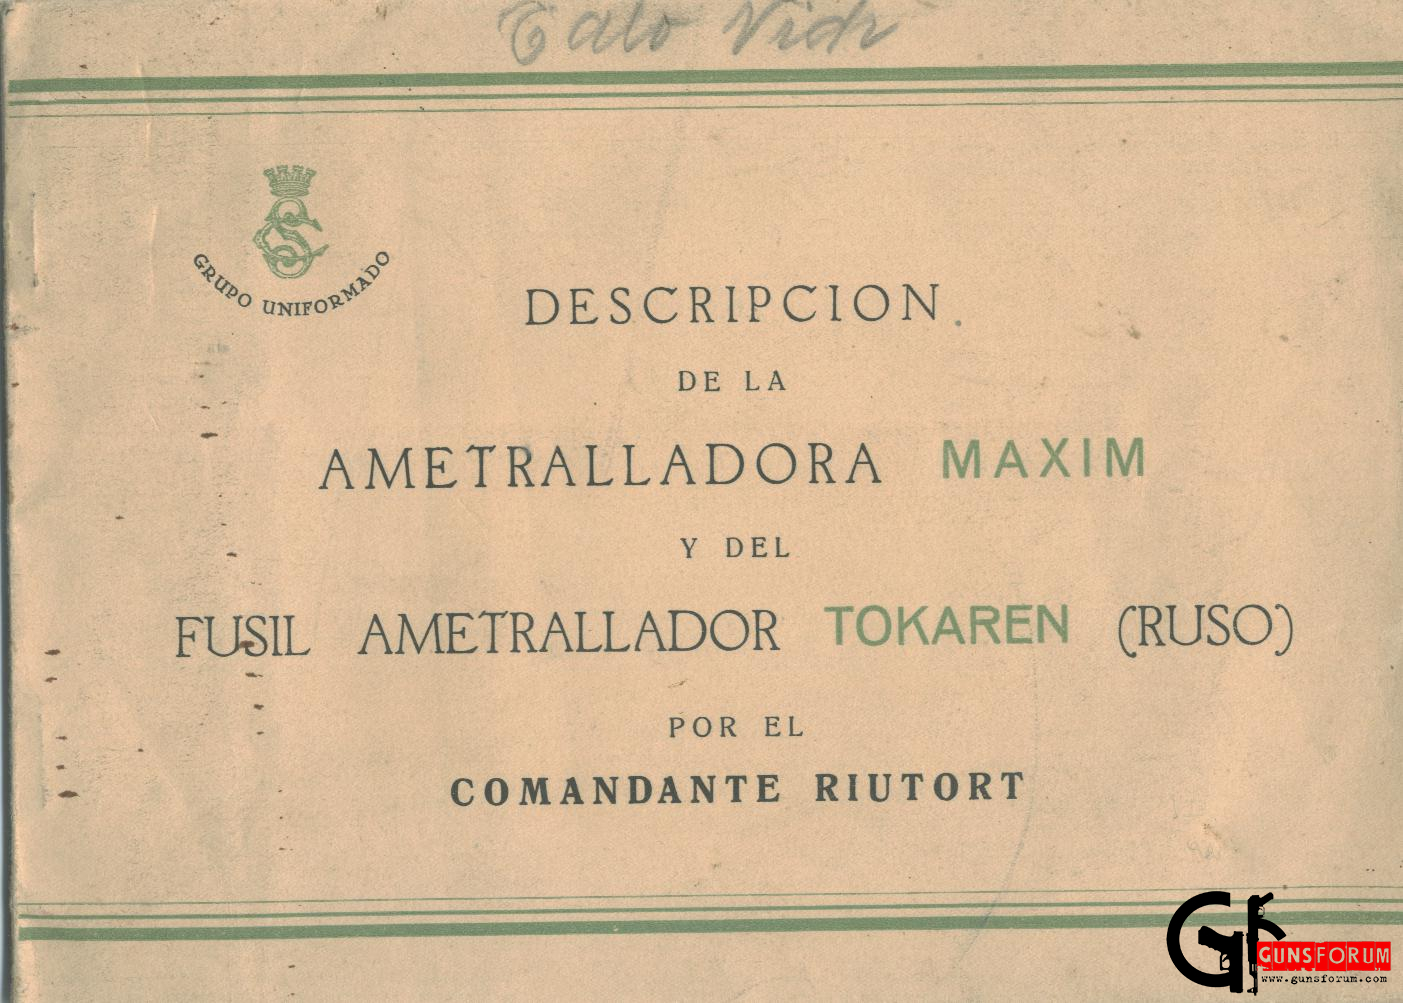 GRUPO UNIFORMADO
DESCRIPCION
DE LA
AMETRALLADORA MAXIM
Y DEL
FUSIL AMETRALLADOR TOKAREN (RUSO)
POR EL
COMANDANTE RIUTORT
GUNSFORUM
www.gunsforum.com